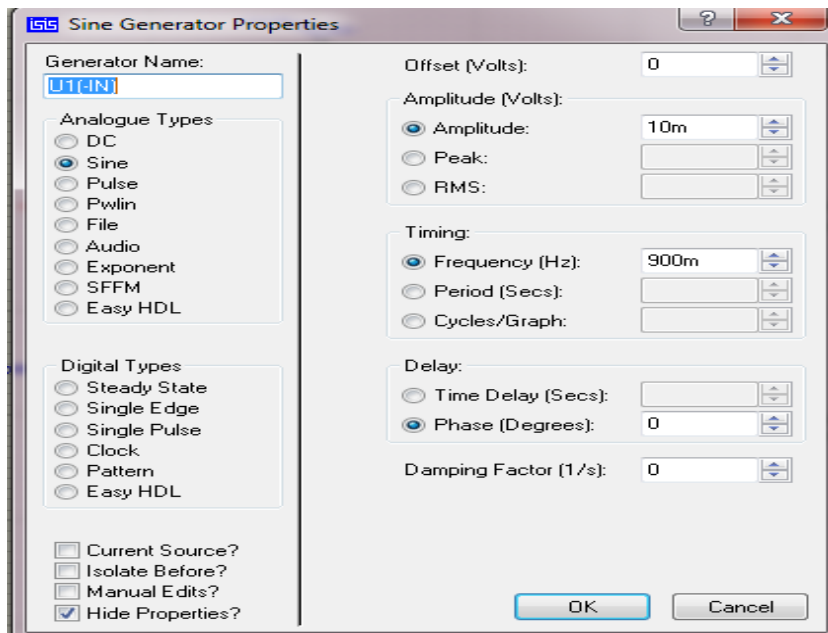 ISIS Sine Generator Properties
Generator Name:
U1(-IN)
Analogue Types
DC
Sine
Pulse
Pwlin
File
Audio
Exponent
SFFM
Easy HDL
Digital Types
Steady State
Single Edge
Single Pulse
Clock
Pattern
Easy HDL
Current Source?
Isolate Before?
Manual Edits?
Hide Properties?
Offset (Volts): 0
Amplitude (Volts):
Amplitude: 10m
Peak:
RMS:
Timing:
Frequency (Hz): 900m
Period (Secs):
Cycles/Graph:
Delay:
Time Delay (Secs):
Phase (Degrees): 0
Damping Factor (1/s): 0
OK Cancel